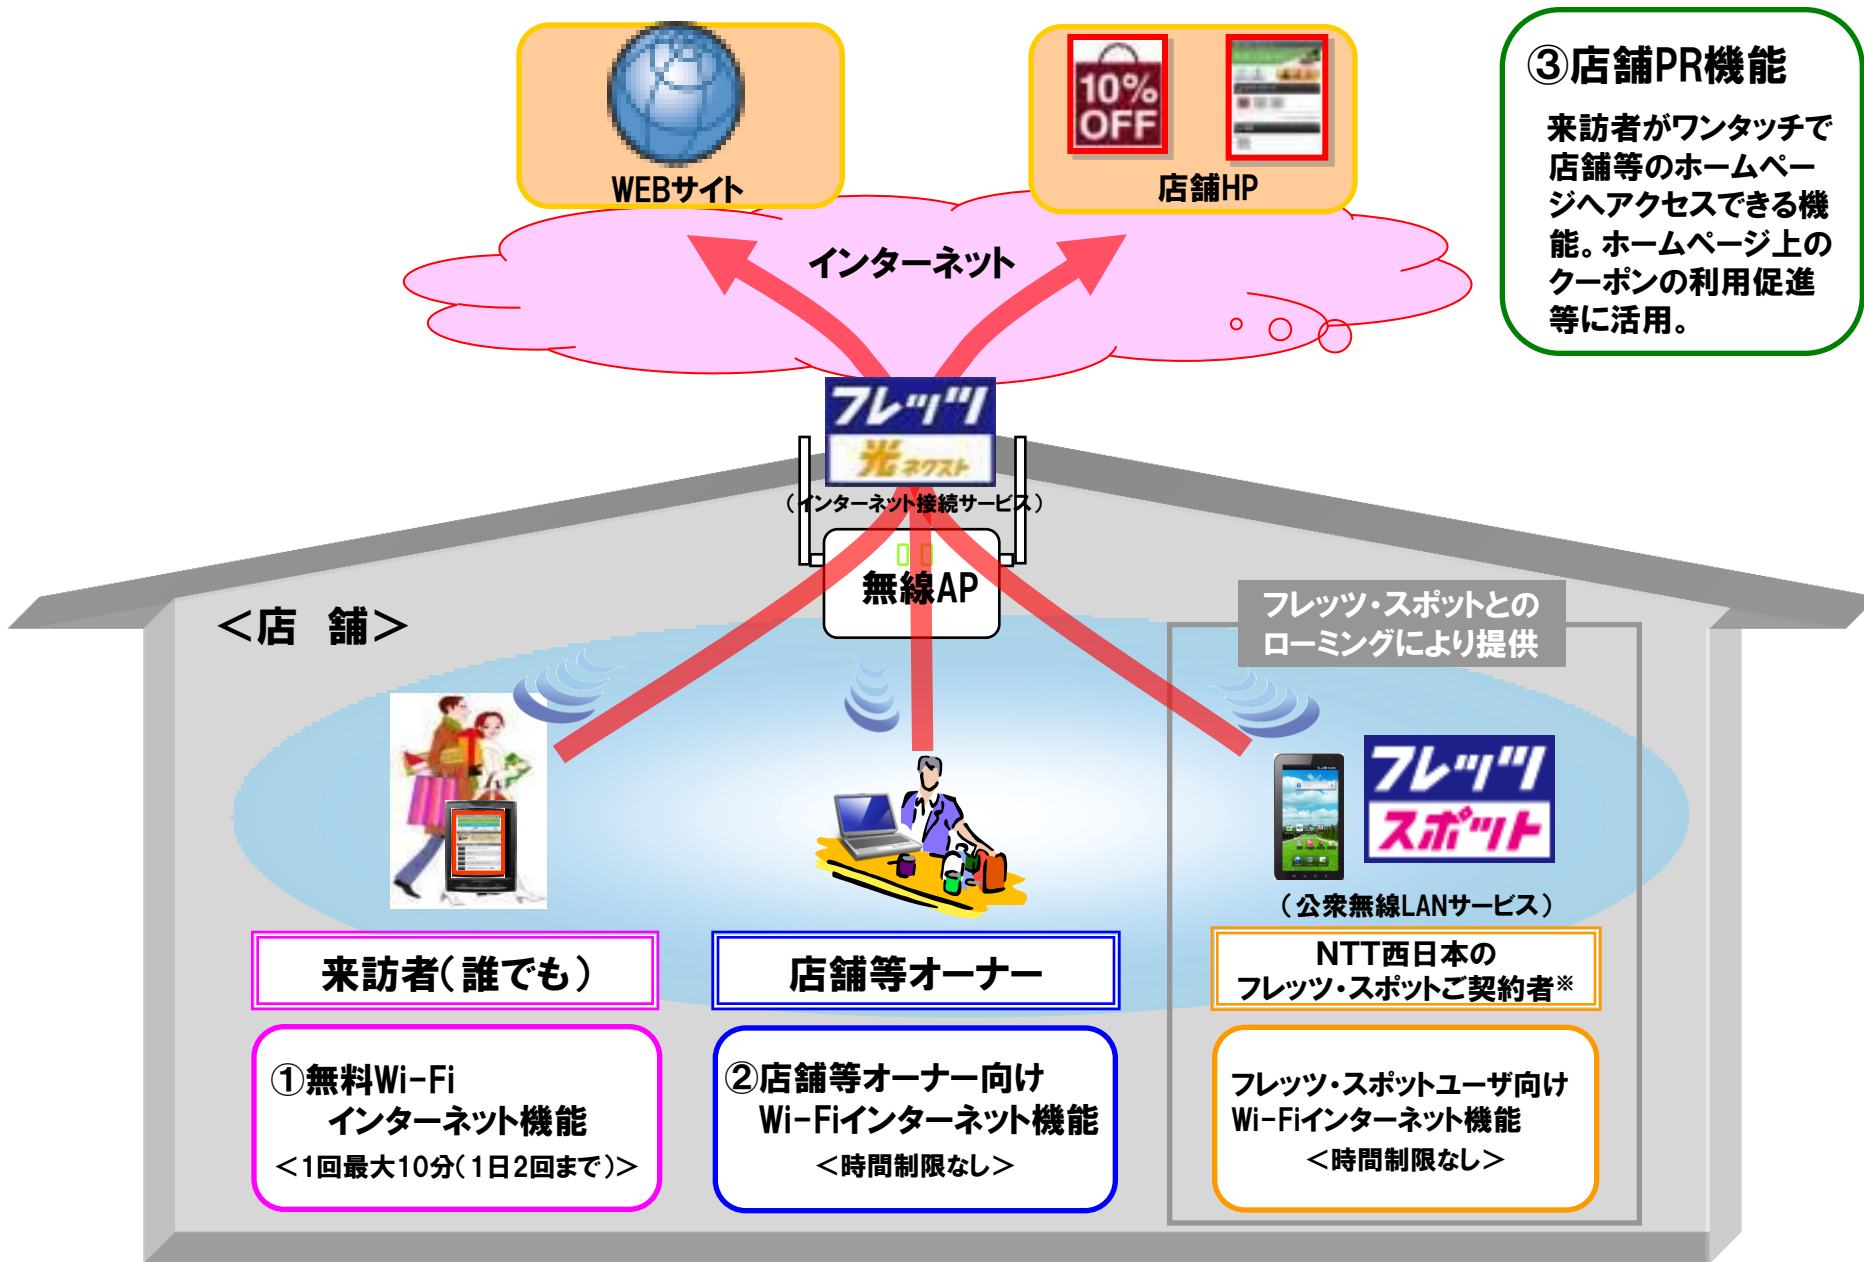 10%
OFF
WEBサイト
店舗HP
③店舗PR機能
来訪者がワンタッチで
店舗等のホームペー
ジへアクセスできる機
能。ホームページ上の
クーポンの利用促進
等に活用。
インターネット
フレッツ
光ネクスト
（インターネット接続サービス）
無線AP
＜店　舗＞
フレッツ・スポットとの
ローミングにより提供
フレッツ
スポット
（公衆無線LANサービス）
来訪者（誰でも）
店舗等オーナー
NTT西日本の
フレッツ・スポットご契約者※
①無料Wi-Fi
インターネット機能
＜1回最大10分（1日2回まで）＞
②店舗等オーナー向け
Wi-Fiインターネット機能
＜時間制限なし＞
フレッツ・スポットユーザ向け
Wi-Fiインターネット機能
＜時間制限なし＞